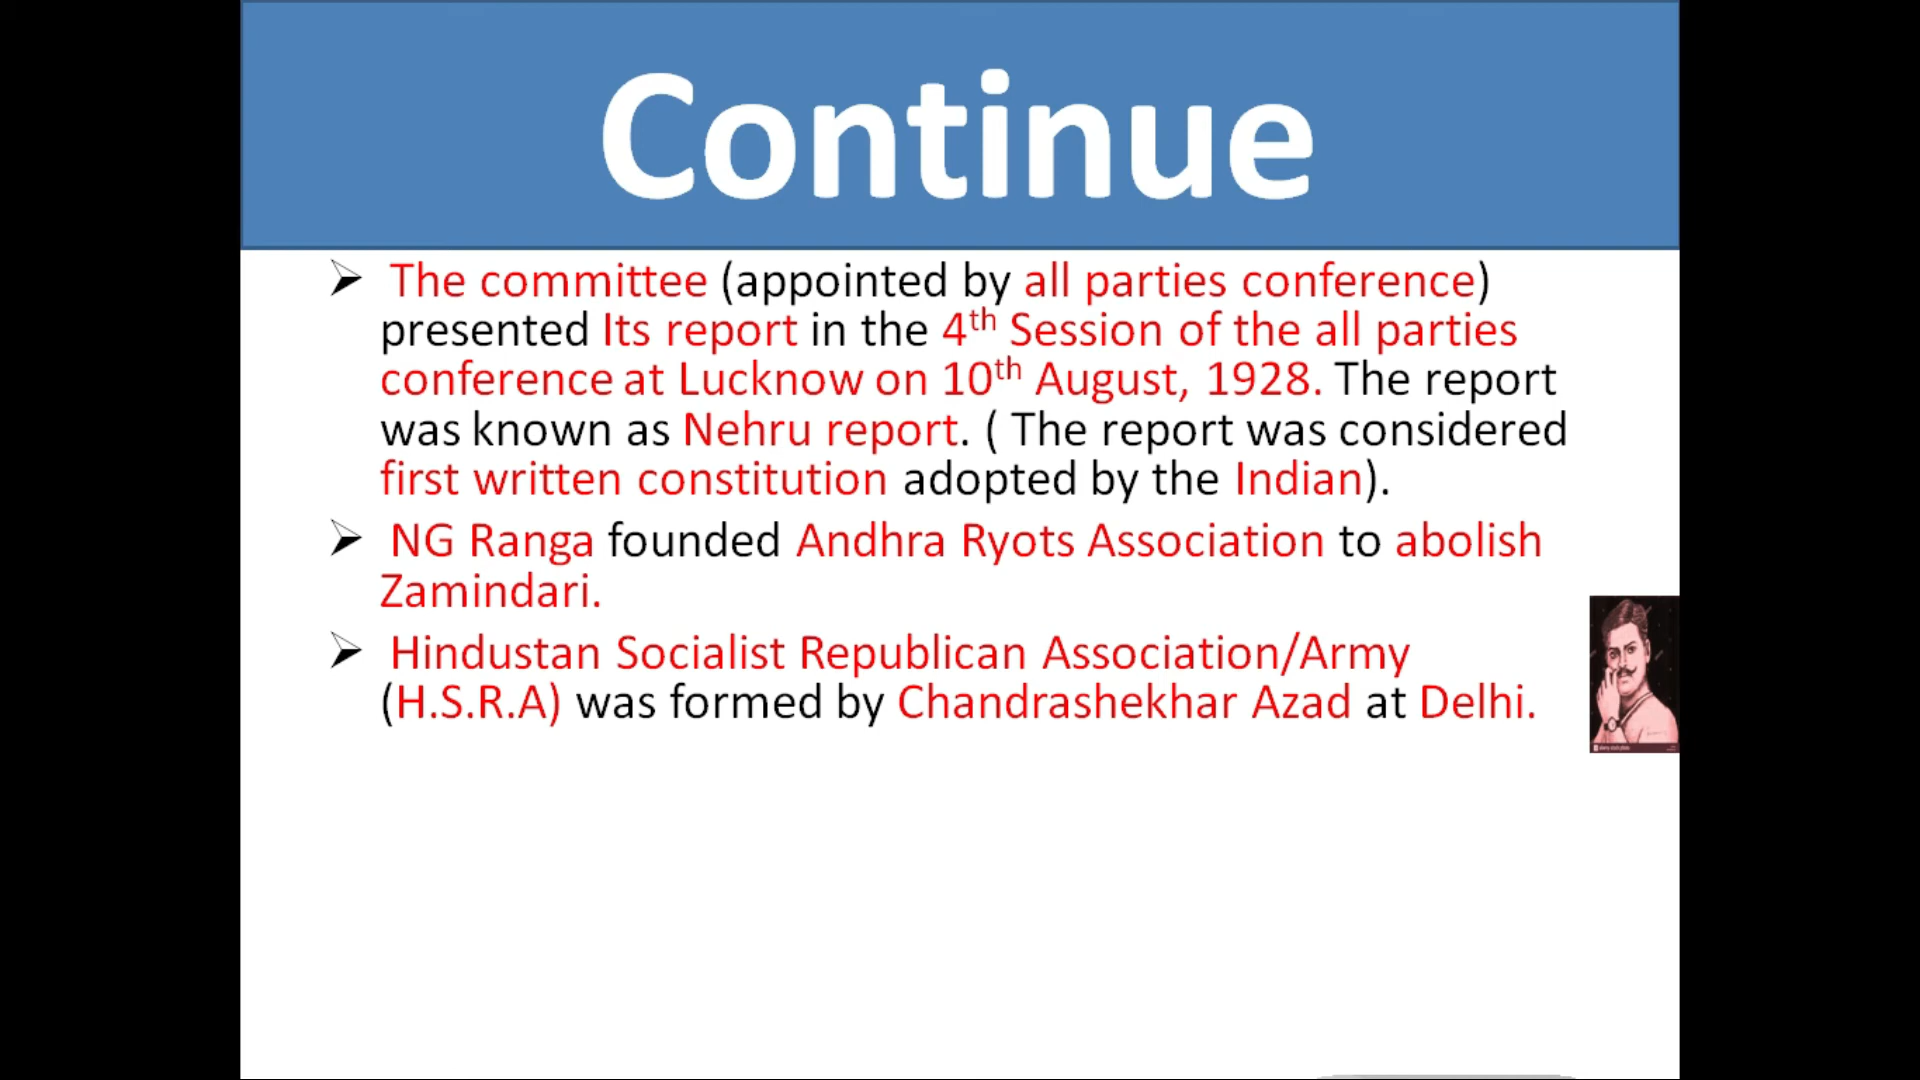 Continue
➢ The committee (appointed by all parties conference)
presented Its report in the 4th Session of the all parties
conference at Lucknow on 10th August, 1928. The report
was known as Nehru report. ( The report was considered
first written constitution adopted by the Indian).
➢ NG Ranga founded Andhra Ryots Association to abolish
Zamindari.
➢ Hindustan Socialist Republican Association/Army
(H.S.R.A) was formed by Chandrashekhar Azad at Delhi.